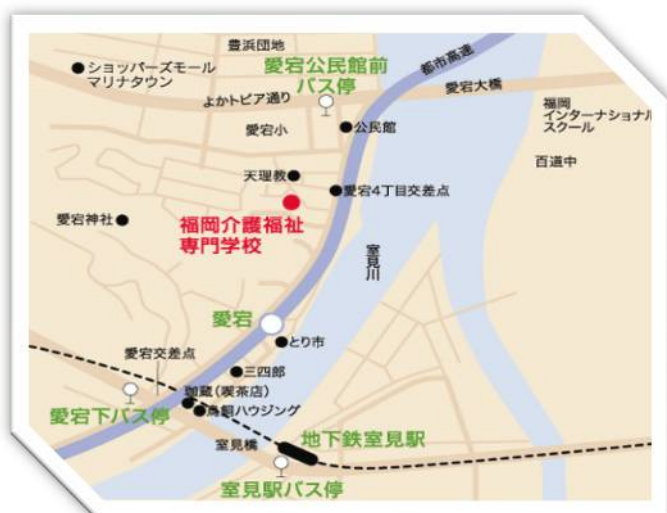 豊浜団地
ショッパーズモール
マリナタウン
愛宕公民館前
バス停
都市高速
よかトピア通り
愛宕大橋
福岡
インターナショナル
スクール
愛宕小
公民館
百道中
天理教
愛宕4丁目交差点
愛宕神社
福岡介護福祉
専門学校
室見川
愛宕
とり市
愛宕交差点
三四郎
珈蔵(喫茶店)
鳥飼ハウジング
愛宕下バス停
室見橋
地下鉄室見駅
室見駅バス停